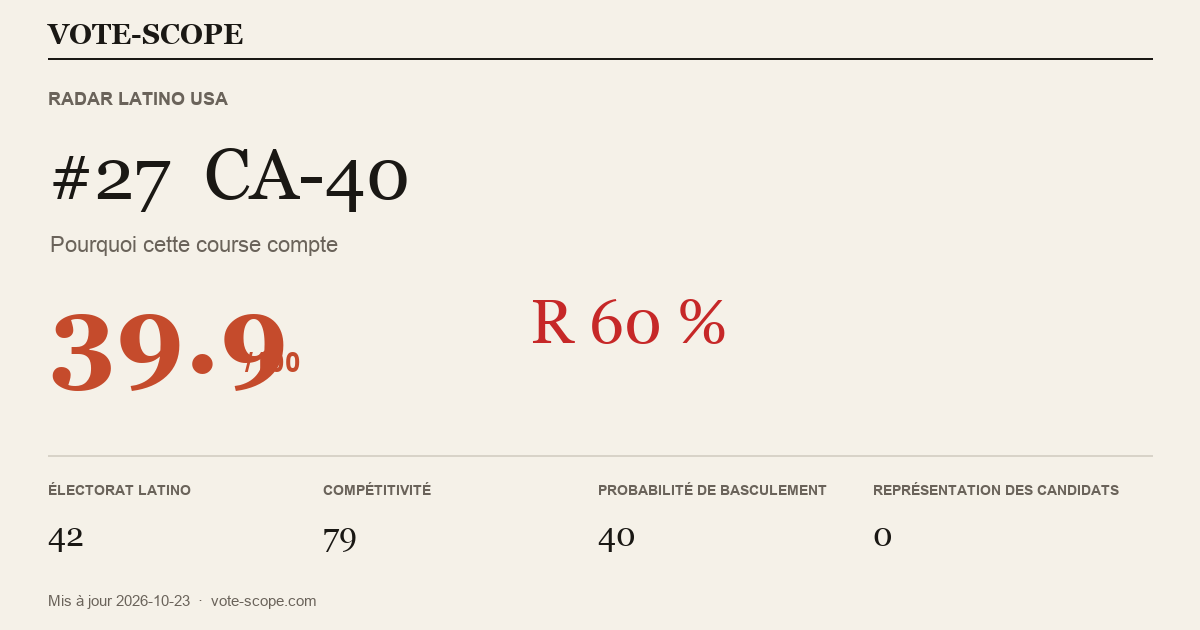 VOTE-SCOPE
RADAR LATINO USA
#27 CA-40
Pourquoi cette course compte
39.9 /100
R 60 %
ÉLECTORAT LATINO
COMPÉTITIVITÉ
PROBABILITÉ DE BASCULEMENT
REPRÉSENTATION DES CANDIDATS
42
79
40
0
Mis à jour 2026-10-23 · vote-scope.com